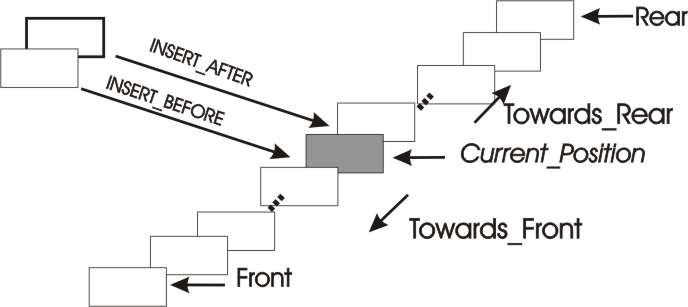 Rear
INSERT_AFTER
INSERT_BEFORE
Towards_Rear
Current_Position
Towards_Front
Front